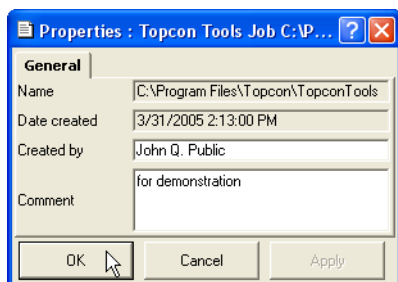 Properties : Topcon Tools Job C:\P...
General
Name C:\Program Files\Topcon\TopconTools
Date created 3/31/2005 2:13:00 PM
Created by John Q. Public
Comment for demonstration
OK Cancel Apply